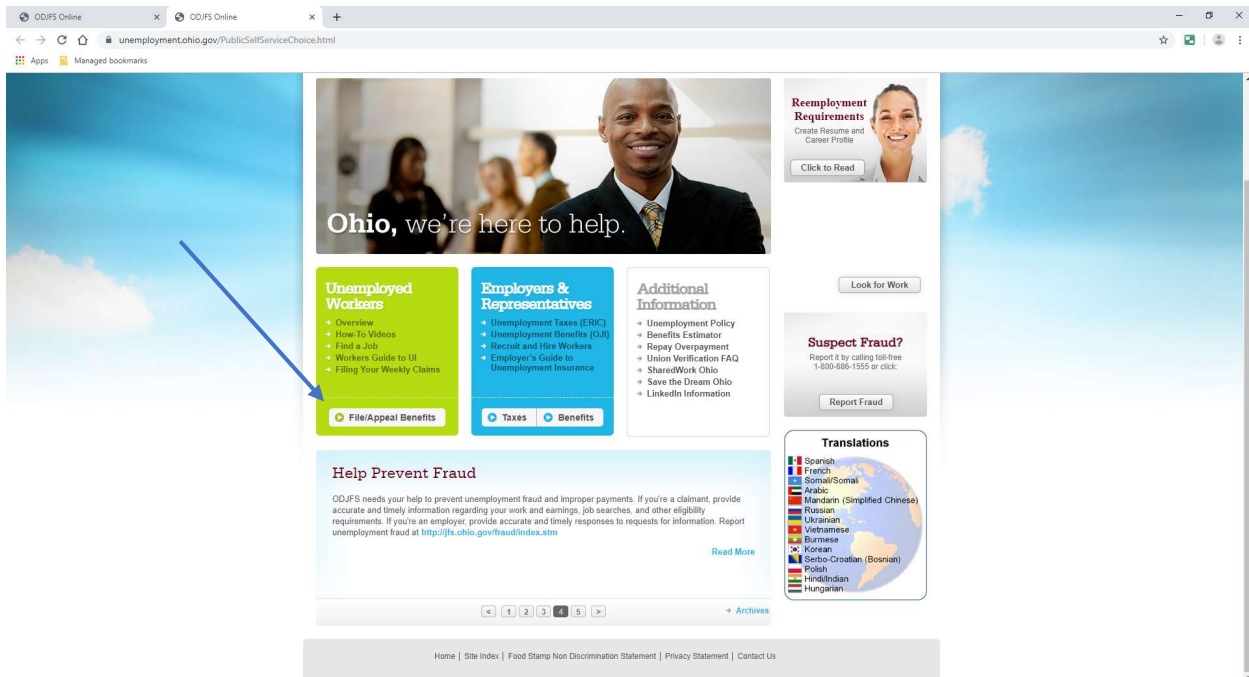 ODJFS Online
ODJFS Online
unemployment.ohio.gov/PublicSelfServiceChoice.html
Apps
Managed bookmarks
Ohio, we're here to help.
Reemployment
Requirements
Create Resume and
Career Profile
Click to Read
Unemployed
Workers
Overview
How-To Videos
Find a Job
Workers Guide to UI
Filing Your Weekly Claims
File/Appeal Benefits
Employers &
Representatives
Unemployment Taxes (ERIC)
Unemployment Benefits (OJI)
Recruit and Hire Workers
Employer's Guide to
Unemployment Insurance
Taxes
Benefits
Additional
Information
Unemployment Policy
Benefits Estimator
Repay Overpayment
Union Verification FAQ
SharedWork Ohio
Save the Dream Ohio
LinkedIn Information
Look for Work
Suspect Fraud?
Report it by calling toll-free
1-800-686-1555 or click:
Report Fraud
Help Prevent Fraud
ODJFS needs your help to prevent unemployment fraud and improper payments. If you're a claimant, provide
accurate and timely information regarding your work and earnings, job searches, and other eligibility
requirements. If you're an employer, provide accurate and timely responses to requests for information. Report
unemployment fraud at http://jfs.ohio.gov/fraud/index.stm
Read More
< 1 2 3 4 5 >
Archives
Translations
Spanish
French
Somali/Somali
Arabic
Mandarin (Simplified Chinese)
Russian
Ukrainian
Vietnamese
Burmese
Korean
Serbo-Croatian (Bosnian)
Polish
Hindi/Indian
Hungarian
Home | Site Index | Food Stamp Non Discrimination Statement | Privacy Statement | Contact Us